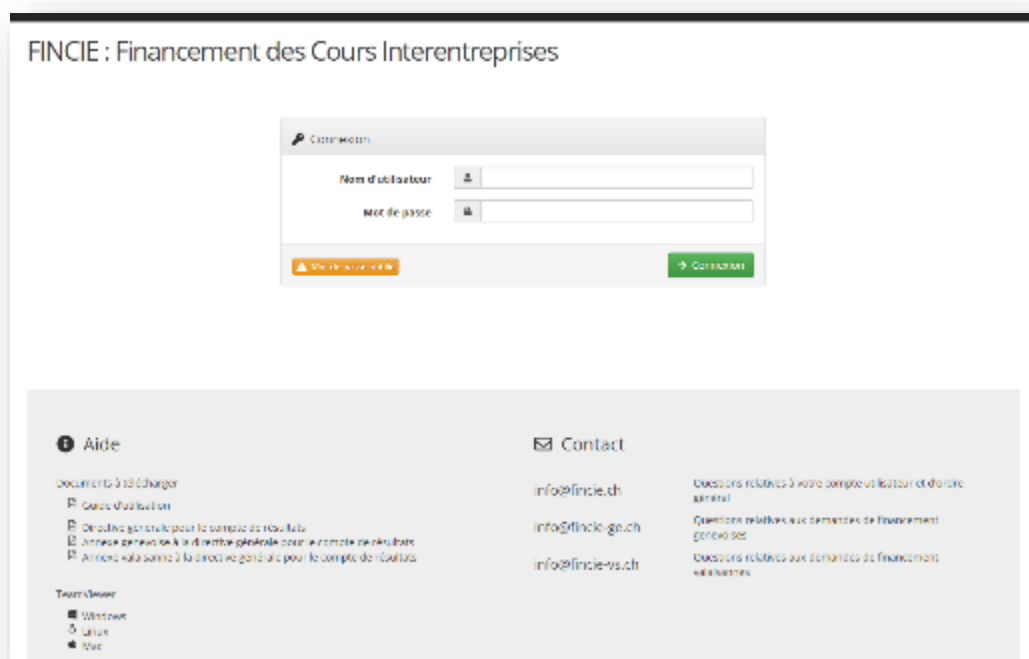 FINCIE : Financement des Cours Interentreprises
Connexion
Nom d'utilisateur
Mot de passe
Mot de passe oublié
Connexion
Aide
Documents à télécharger
Guide d'utilisation
Directive générale pour le compte de résultats
Annexe genevoise à la directive générale pour le compte de résultats
Annexe valaisanne à la directive générale pour le compte de résultats
TeamViewer
Windows
Linux
Mac
Contact
info@fincie.ch
Questions relatives à votre compte utilisateur et d'ordre
général
info@fincie-ge.ch
Questions relatives aux demandes de financement
genevoises
info@fincie-vs.ch
Questions relatives aux demandes de financement
valaisannes